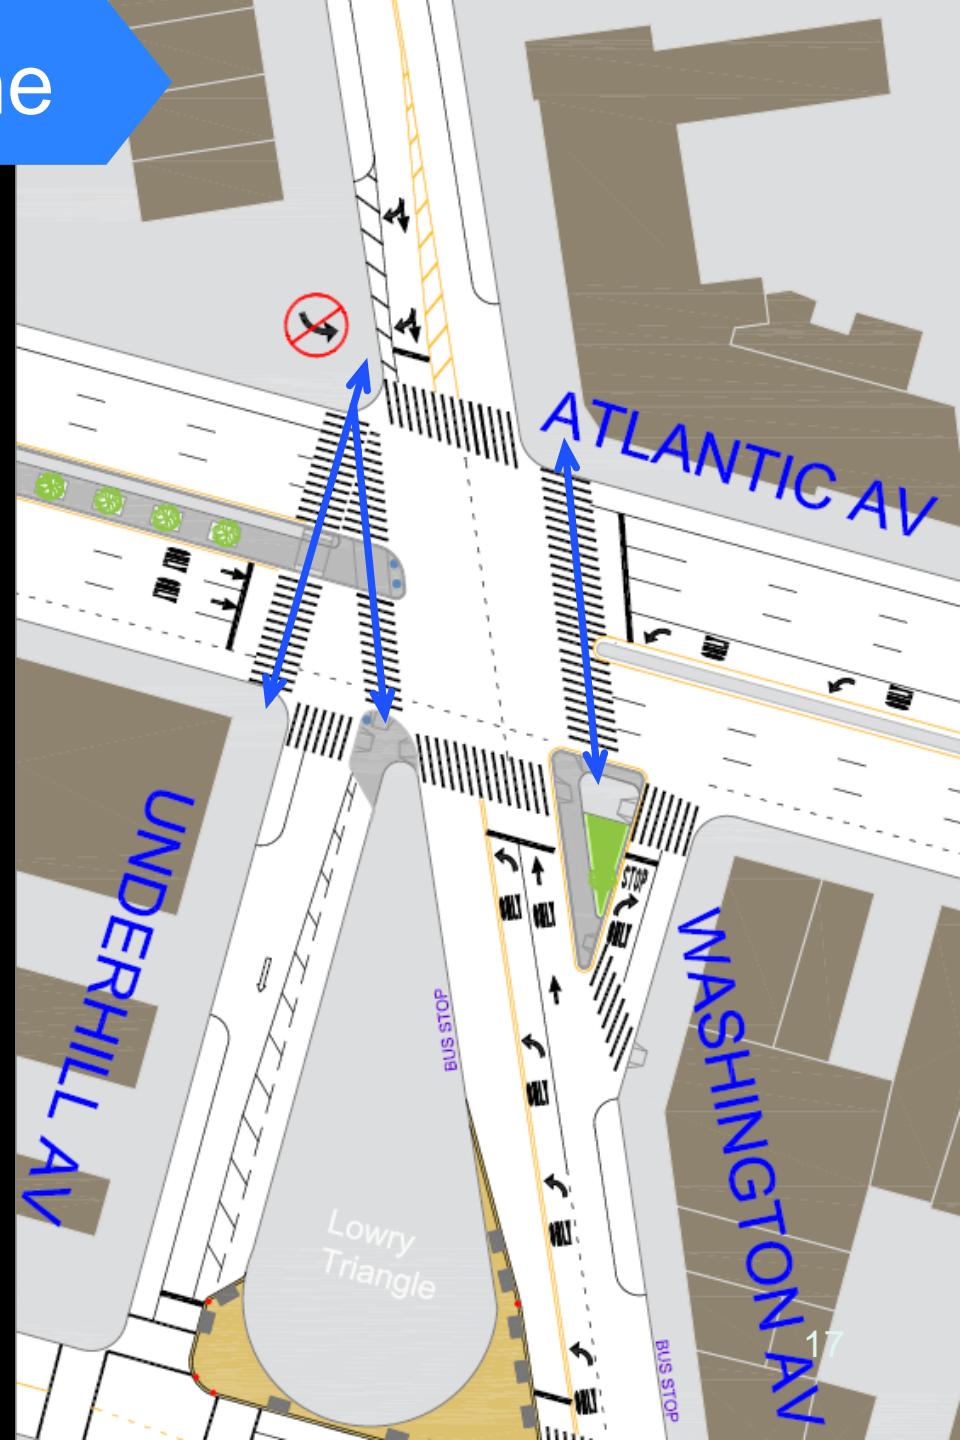 ne
ATLANTIC AV
UNDERHILL AV
STOP
ONLY
ONLY
ONLY
WASHINGTON AV
BUS STOP
ONLY
ONLY
Lowry
Triangle
17
BUS STOP
ONLY